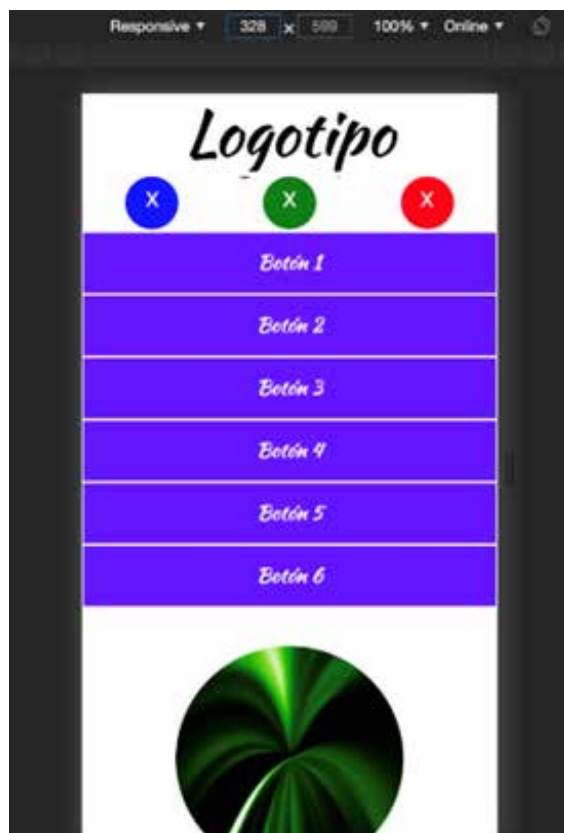 Responsive ▼ 328 x 599 100% ▼ Online ▼
Logotipo
X X X
Botón 1
Botón 2
Botón 3
Botón 4
Botón 5
Botón 6